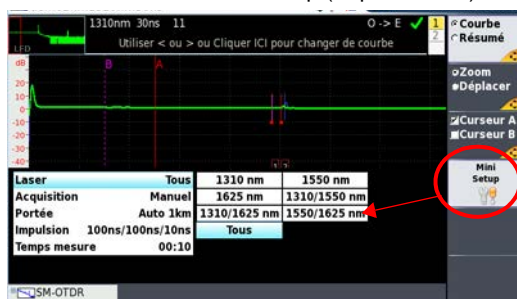 1310nm 30ns 11 O -> E 1
2
LFD Utiliser < ou > ou Cliquer ICI pour changer de courbe
Courbe
Résumé
Zoom
Déplacer
Curseur A
Curseur B
Mini
Setup
dB
B
A
20
10
0
-10
-20
-30
-40
1 2
Laser Tous
Acquisition Manuel
Portée Auto 1km
Impulsion 100ns/100ns/10ns
Temps mesure 00:10
1310 nm 1550 nm
1625 nm 1310/1550 nm
1310/1625 nm 1550/1625 nm
Tous
SM-OTDR